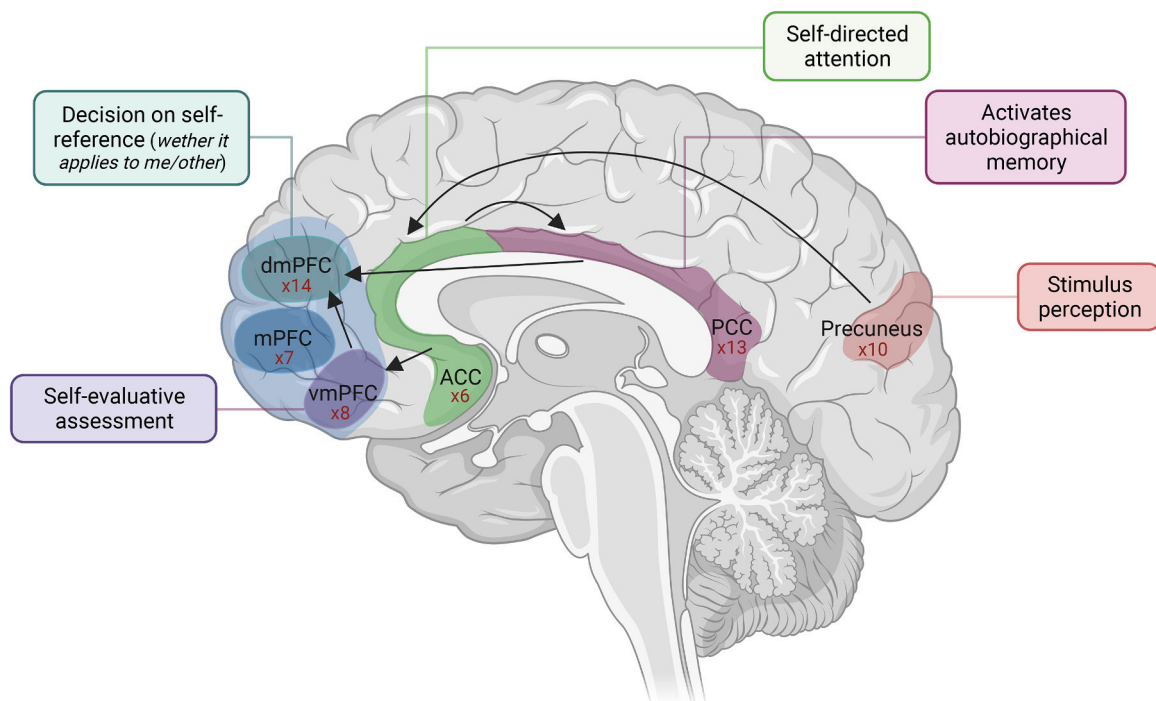 Self-directed
attention
Decision on self-
reference (wether it
applies to me/other)
Activates
autobiographical
memory
dmPFC
x14
Stimulus
perception
mPFC
x7
PCC
x13
Precuneus
x10
Self-evaluative
assessment
vmPFC
x8
ACC
x6